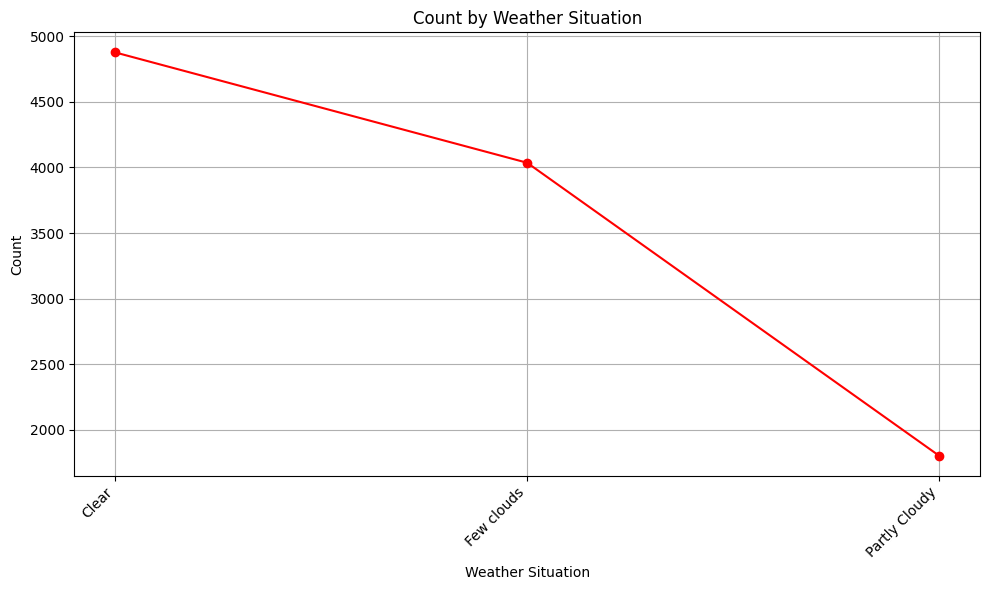 Count by Weather Situation
5000
4500
4000
3500
3000
2500
2000
Count
Clear
Few clouds
Partly Cloudy
Weather Situation